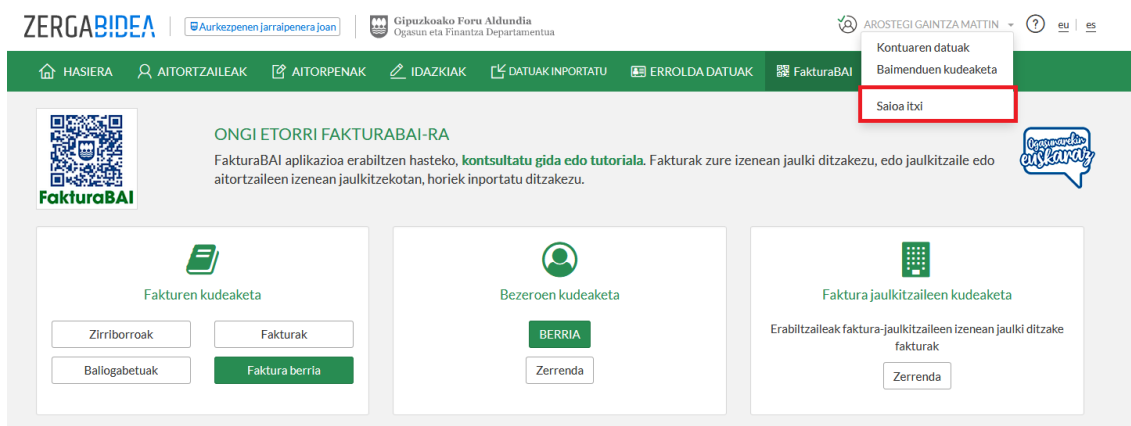 ZERGABIDEA
Aurkezpenen jarraipenera joan
Gipuzkoako Foru Aldundia
Ogasun eta Finantza Departamentua
AROSTEGI GAINTZA MATTIN
?
eu | es
Kontuaren datuak
Baimenduen kudeaketa
Saioa itxi
HASIERA
AITORTZAILEAK
AITORPENAK
IDAZKIAK
DATUAK INPORTATU
ERROLDA DATUAK
FakturaBAI
FakturaBAI
ONGI ETORRI FAKTURABAI-RA
FakturaBAI aplikazioa erabiltzen hasteko, kontsultatu gida edo tutoriala. Fakturak zure izenean jaulki ditzakezu, edo jaulkitzaile edo
aitortzaileen izenean jaulkitzekotan, horiek inportatu ditzakezu.
Ogasunarekin
euskaraz
Fakturen kudeaketa
Zirriborroak
Fakturak
Baliogabetuak
Faktura berria
Bezeroen kudeaketa
BERRIA
Zerrenda
Faktura jaulkitzaileen kudeaketa
Erabiltzaileak faktura-jaulkitzaileen izenean jaulki ditzake
fakturak
Zerrenda